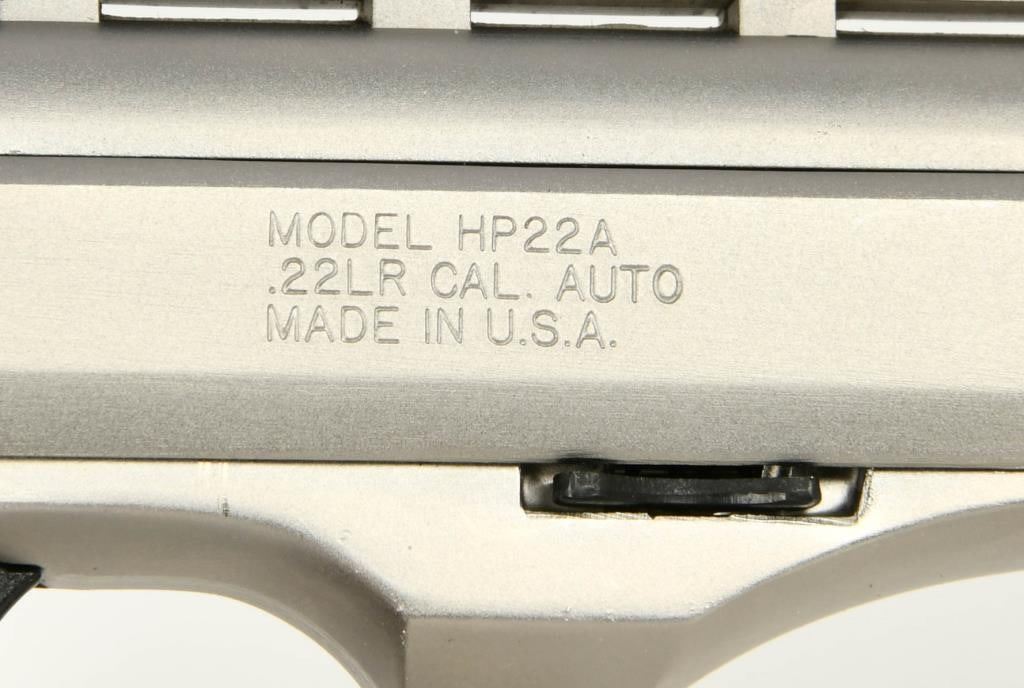 MODEL HP22A
.22LR CAL. AUTO
MADE IN U.S.A.